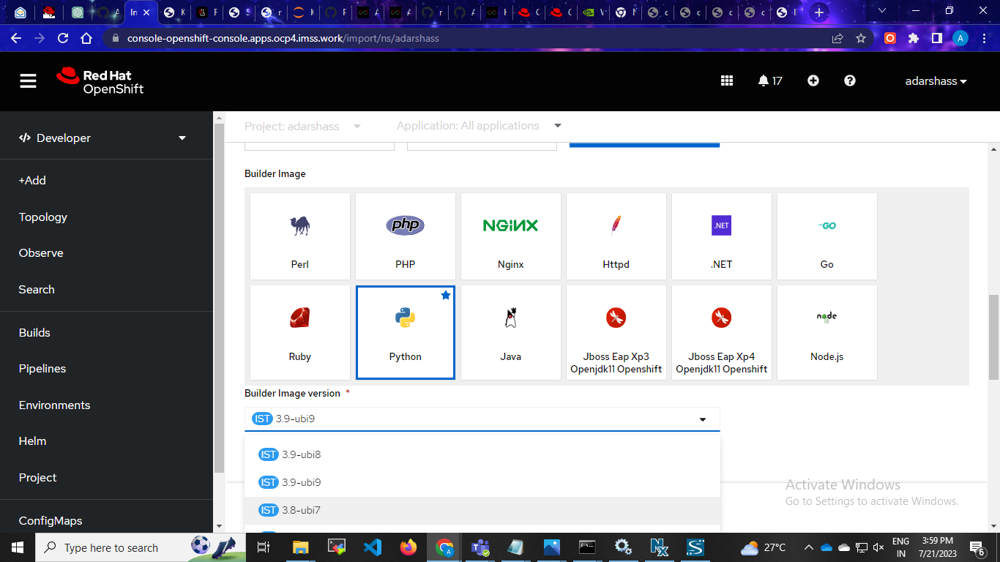 In
console-openshift-console.apps.ocp4.imss.work/import/ns/adarshass
A
Red Hat
OpenShift
17
adarshass
Developer
Project: adarshass
Application: All applications
+Add
Topology
Observe
Search
Builds
Pipelines
Environments
Helm
Project
ConfigMaps
Builder Image
php
NGINX
.NET
GO
Perl
PHP
Nginx
Httpd
.NET
Go
node
Ruby
Python
Java
Jboss Eap Xp3
Openjdk11 Openshift
Jboss Eap Xp4
Openjdk11 Openshift
Node.js
Builder Image version *
IST 3.9-ubi9
IST 3.9-ubi8
IST 3.9-ubi9
IST 3.8-ubi7
Activate Windows
Go to Settings to activate Windows.
Type here to search
27°C
ENG
IN
3:59 PM
7/21/2023
6